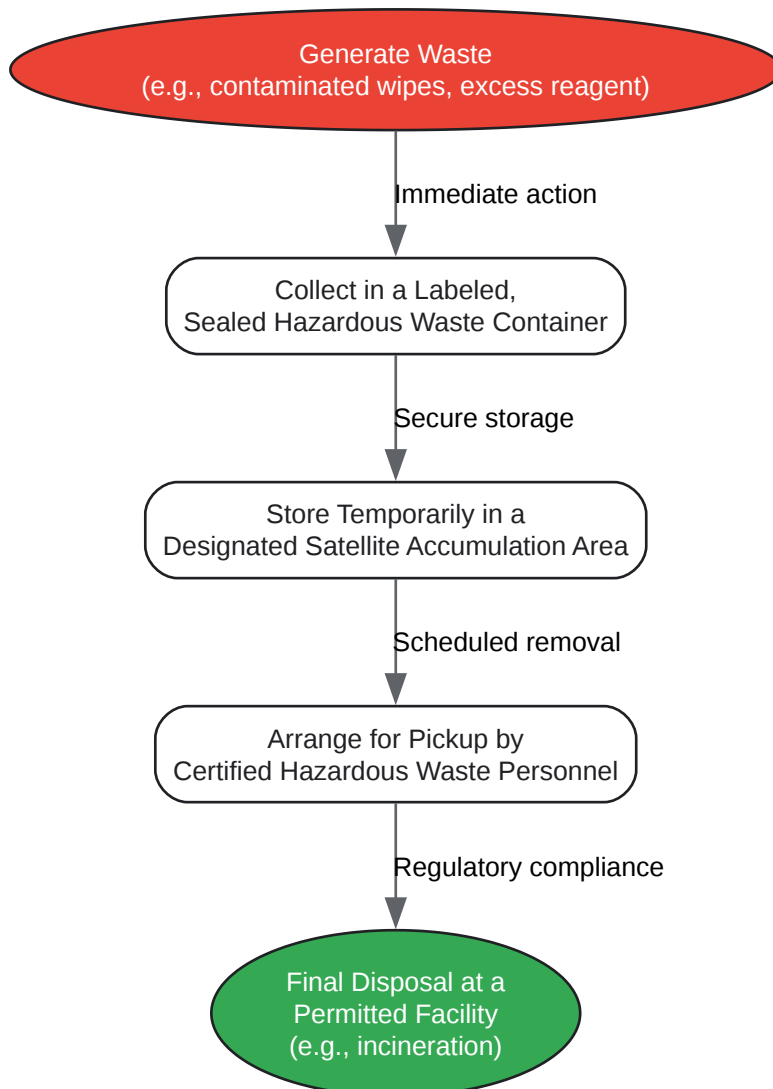 Generate Waste
(e.g., contaminated wipes, excess reagent)
Immediate action
Collect in a Labeled,
Sealed Hazardous Waste Container
Secure storage
Store Temporarily in a
Designated Satellite Accumulation Area
Scheduled removal
Arrange for Pickup by
Certified Hazardous Waste Personnel
Regulatory compliance
Final Disposal at a
Permitted Facility
(e.g., incineration)